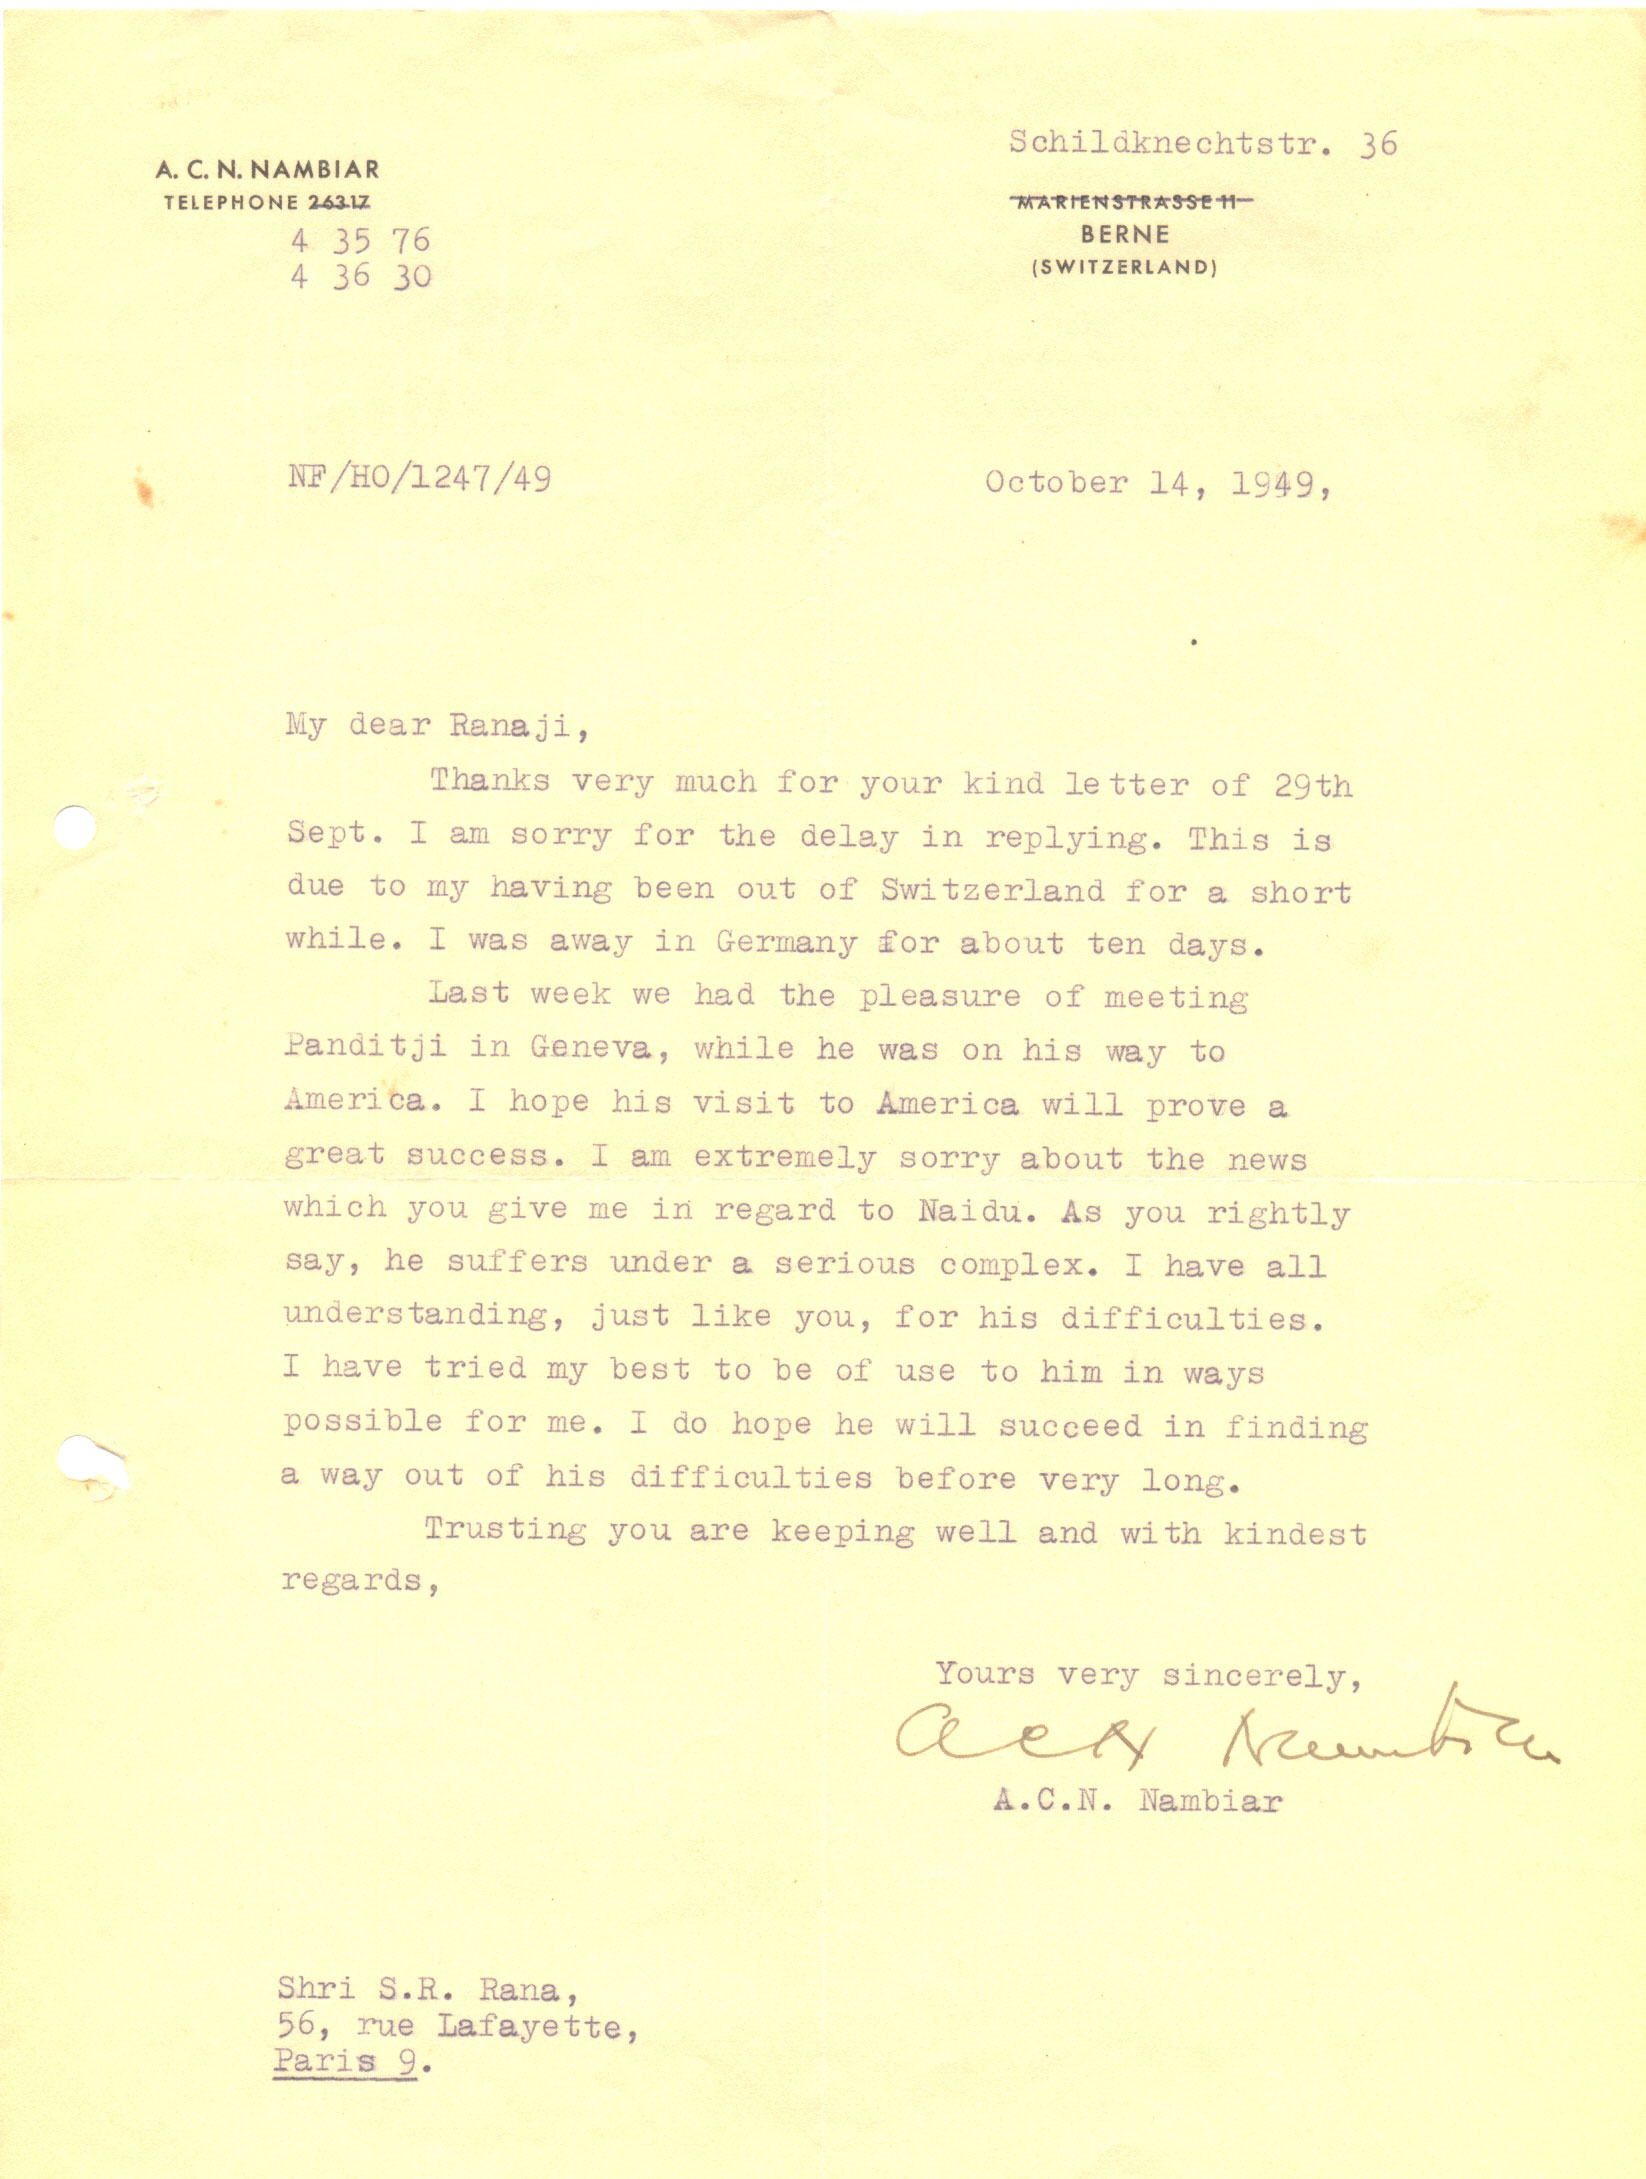 A. C. N. NAMBIAR
TELEPHONE 26317
4 35 76
4 36 30
Schildknechtstr. 36
MARIENSTRASSE 11
BERNE
(SWITZERLAND)
NF/HO/1247/49
October 14, 1949,
My dear Ranaji,
Thanks very much for your kind letter of 29th
Sept. I am sorry for the delay in replying. This is
due to my having been out of Switzerland for a short
while. I was away in Germany for about ten days.
Last week we had the pleasure of meeting
Panditji in Geneva, while he was on his way to
America. I hope his visit to America will prove a
great success. I am extremely sorry about the news
which you give me in regard to Naidu. As you rightly
say, he suffers under a serious complex. I have all
understanding, just like you, for his difficulties.
I have tried my best to be of use to him in ways
possible for me. I do hope he will succeed in finding
a way out of his difficulties before very long.
Trusting you are keeping well and with kindest
regards,
Yours very sincerely,
ACN Nambiar
A.C.N. Nambiar
Shri S.R. Rana,
56, rue Lafayette,
Paris 9.